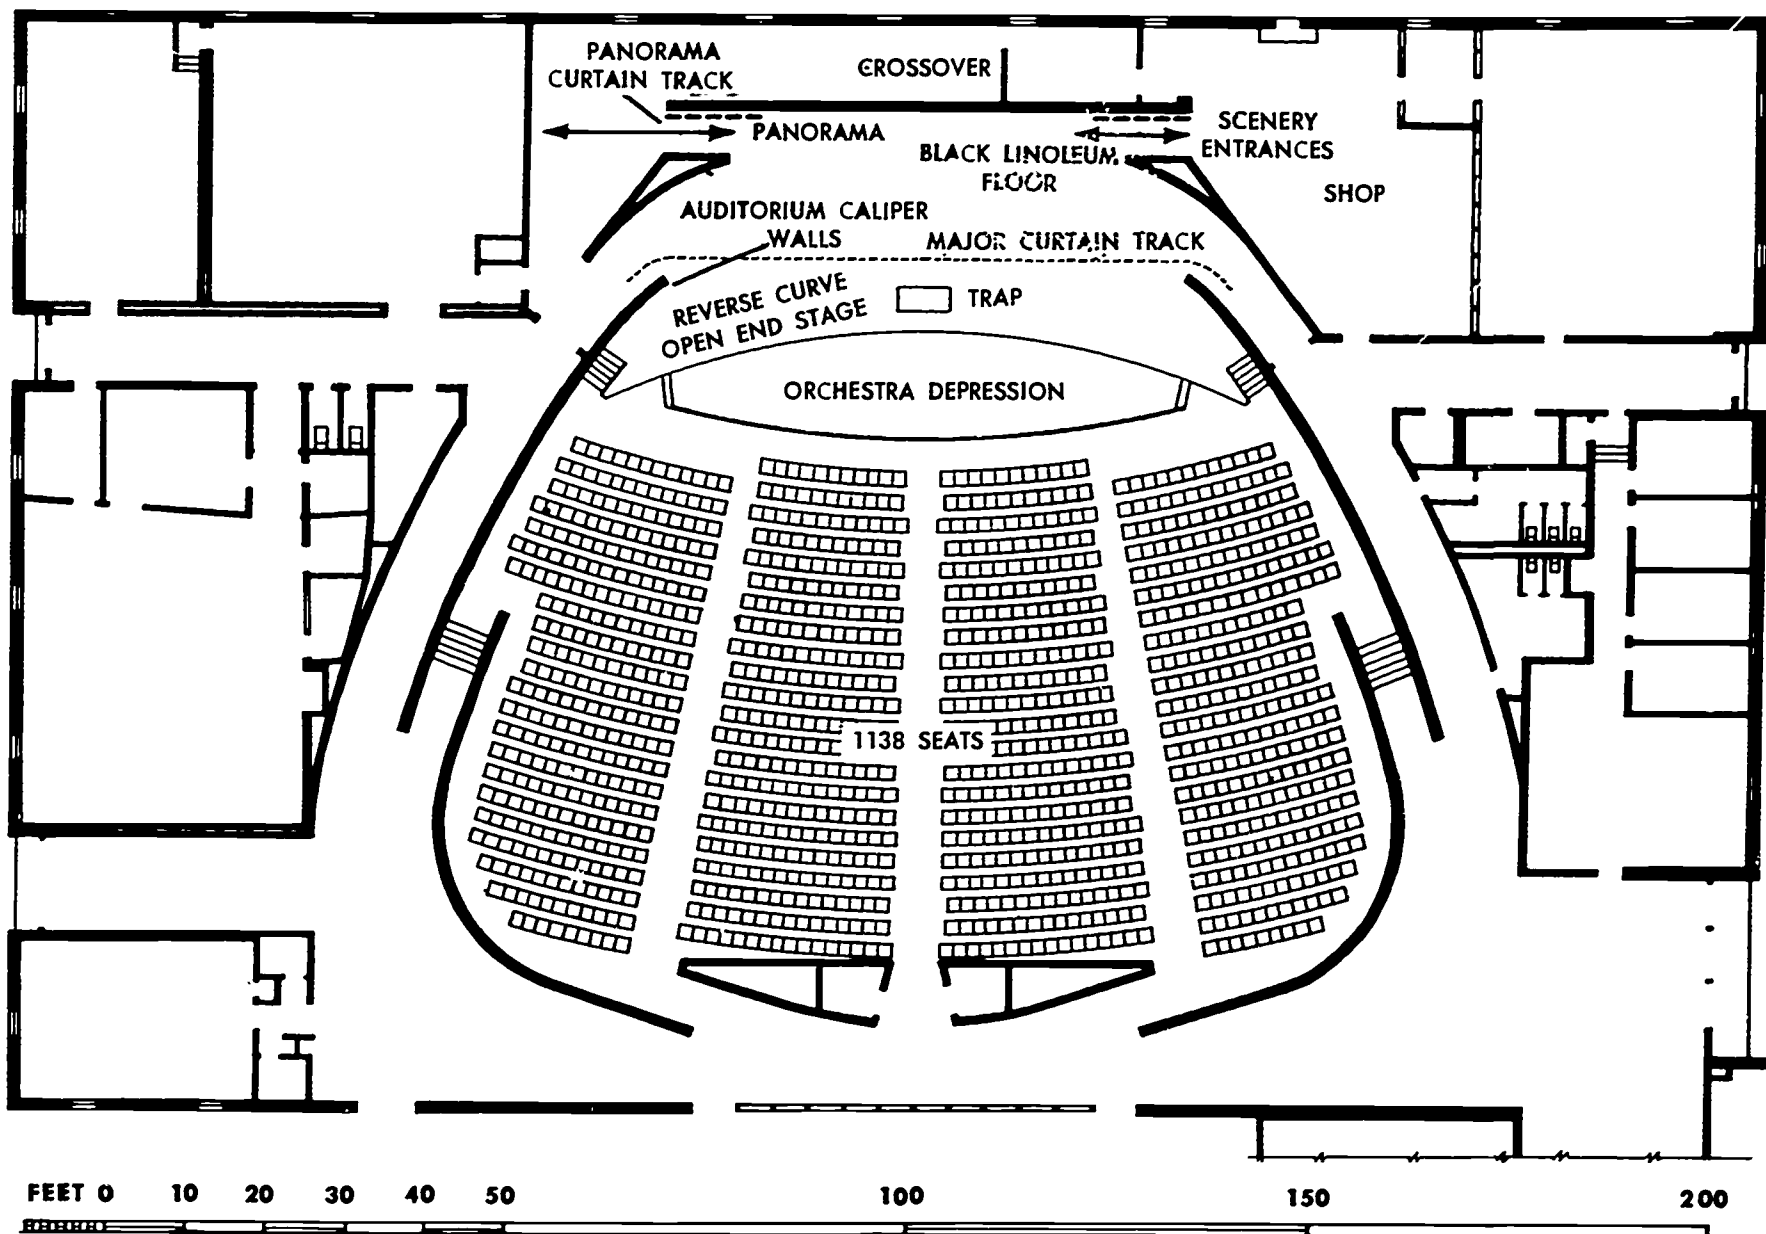 PANORAMA
CURTAIN TRACK
CROSSOVER
PANORAMA
SCENERY
ENTRANCES
BLACK LINOLEUM
FLOOR
SHOP
AUDITORIUM CALIPER
WALLS
MAJOR CURTAIN TRACK
REVERSE CURVE
OPEN END STAGE
TRAP
ORCHESTRA DEPRESSION
1138 SEATS
FEET 0 10 20 30 40 50 100 150 200